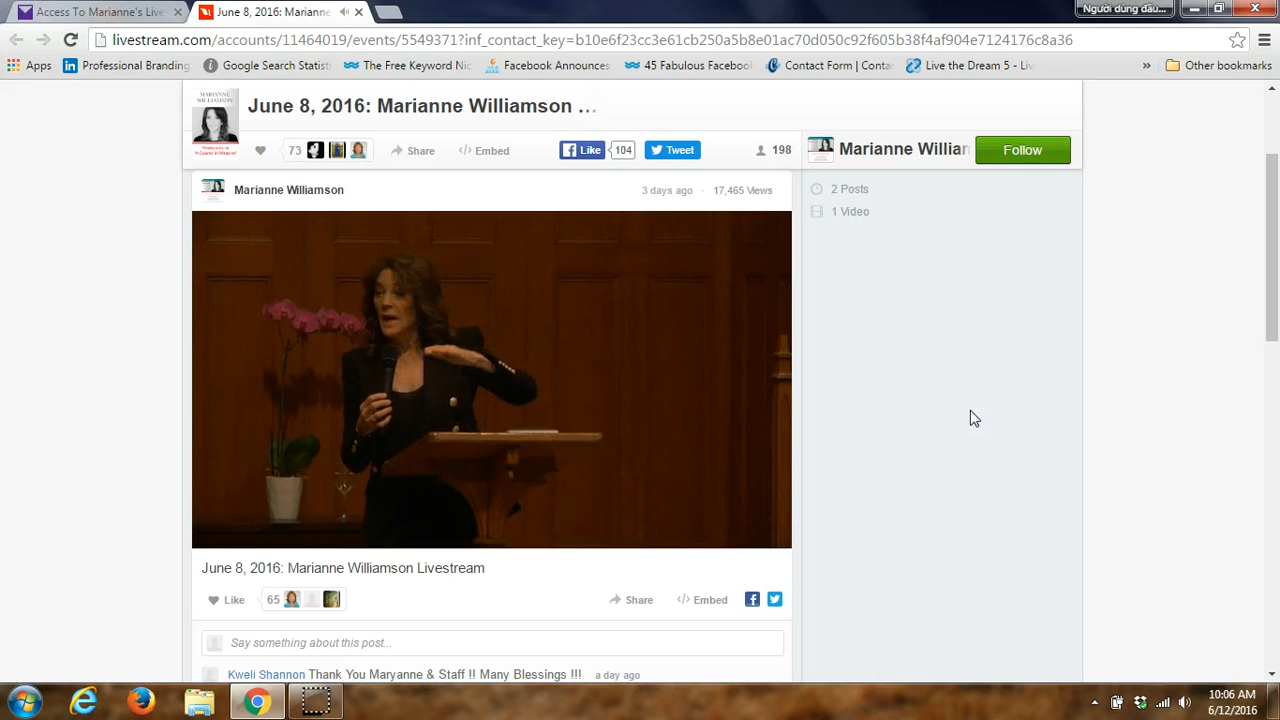 Access To Marianne's Live
June 8, 2016: Marianne
Người dùng đầu...
livestream.com/accounts/11464019/events/5549371?inf_contact_key=b10e6f23cc3e61cb250a5b8e01ac70d050c92f605b38f4af904e7124176c8a36
Apps
Professional Branding
Google Search Statisti
The Free Keyword Nic
Facebook Announces
45 Fabulous Facebook
Contact Form | Conta
Live the Dream 5 - Liv
»
Other bookmarks
MARIANNE
WILLIAMSON
June 8, 2016: Marianne Williamson ...
73
Share
Embed
Like
104
Tweet
198
Marianne Willian
Follow
Marianne Williamson
3 days ago · 17,465 Views
2 Posts
1 Video
June 8, 2016: Marianne Williamson Livestream
Like
65
Share
Embed
Say something about this post...
Kweli Shannon Thank You Maryanne & Staff !! Many Blessings !!! a day ago
10:06 AM
6/12/2016